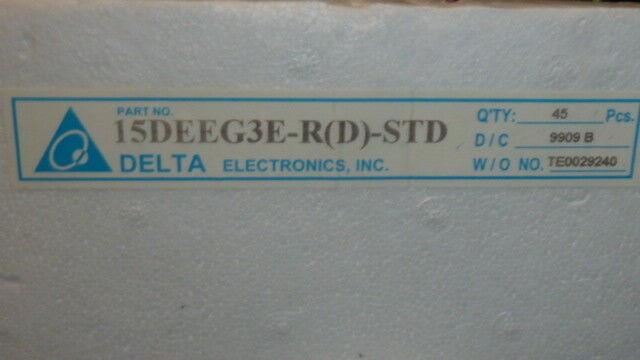 PART NO.
15DEEG3E-R(D)-STD
DELTA ELECTRONICS, INC.
Q'TY: 45 Pcs.
D/C 9909 B
W/O NO. TE0029240